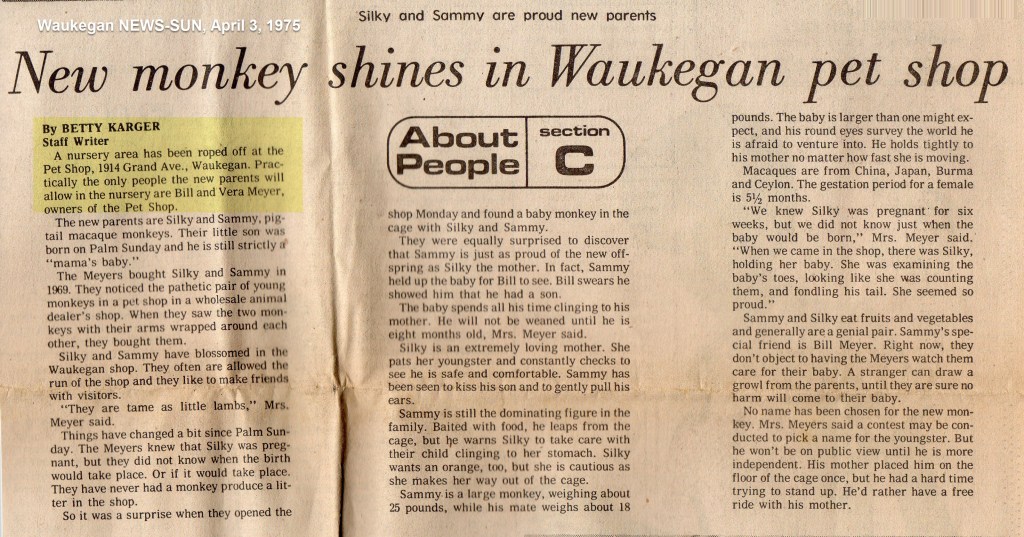 Waukegan NEWS-SUN, April 3, 1975
Silky and Sammy are proud new parents
New monkey shines in Waukegan pet shop
By BETTY KARGER
Staff Writer
A nursery area has been roped off at the
Pet Shop, 1914 Grand Ave., Waukegan. Prac-
tically the only people the new parents will
allow in the nursery are Bill and Vera Meyer,
owners of the Pet Shop.
The new parents are Silky and Sammy, pig-
tail macaque monkeys. Their little son was
born on Palm Sunday and he is still strictly a
"mama's baby."
The Meyers bought Silky and Sammy in
1969. They noticed the pathetic pair of young
monkeys in a pet shop in a wholesale animal
dealer's shop. When they saw the two mon-
keys with their arms wrapped around each
other, they bought them.
Silky and Sammy have blossomed in the
Waukegan shop. They often are allowed the
run of the shop and they like to make friends
with visitors.
"They are tame as little lambs," Mrs.
Meyer said.
Things have changed a bit since Palm Sun-
day. The Meyers knew that Silky was preg-
nant, but they did not know when the birth
would take place. Or if it would take place.
They have never had a monkey produce a lit-
ter in the shop.
So it was a surprise when they opened the
About People
section C
shop Monday and found a baby monkey in the
cage with Silky and Sammy.
They were equally surprised to discover
that Sammy is just as proud of the new off-
spring as Silky the mother. In fact, Sammy
held up the baby for Bill to see. Bill swears he
showed him that he had a son.
The baby spends all his time clinging to his
mother. He will not be weaned until he is
eight months old, Mrs. Meyer said.
Silky is an extremely loving mother. She
pats her youngster and constantly checks to
see he is safe and comfortable. Sammy has
been seen to kiss his son and to gently pull his
ears.
Sammy is still the dominating figure in the
family. Baited with food, he leaps from the
cage, but he warns Silky to take care with
their child clinging to her stomach. Silky
wants an orange, too, but she is cautious as
she makes her way out of the cage.
Sammy is a large monkey, weighing about
25 pounds, while his mate weighs about 18
pounds. The baby is larger than one might ex-
pect, and his round eyes survey the world he
is afraid to venture into. He holds tightly to
his mother no matter how fast she is moving.
Macaques are from China, Japan, Burma
and Ceylon. The gestation period for a female
is 5½ months.
"We knew Silky was pregnant for six
weeks, but we did not know just when the
baby would be born," Mrs. Meyer said.
"When we came in the shop, there was Silky,
holding her baby. She was examining the
baby's toes, looking like she was counting
them, and fondling his tail. She seemed so
proud."
Sammy and Silky eat fruits and vegetables
and generally are a genial pair. Sammy's spe-
cial friend is Bill Meyer. Right now, they
don't object to having the Meyers watch them
care for their baby. A stranger can draw a
growl from the parents, until they are sure no
harm will come to their baby.
No name has been chosen for the new mon-
key. Mrs. Meyers said a contest may be con-
ducted to pick a name for the youngster. But
he won't be on public view until he is more
independent. His mother placed him on the
floor of the cage once, but he had a hard time
trying to stand up. He'd rather have a free
ride with his mother.